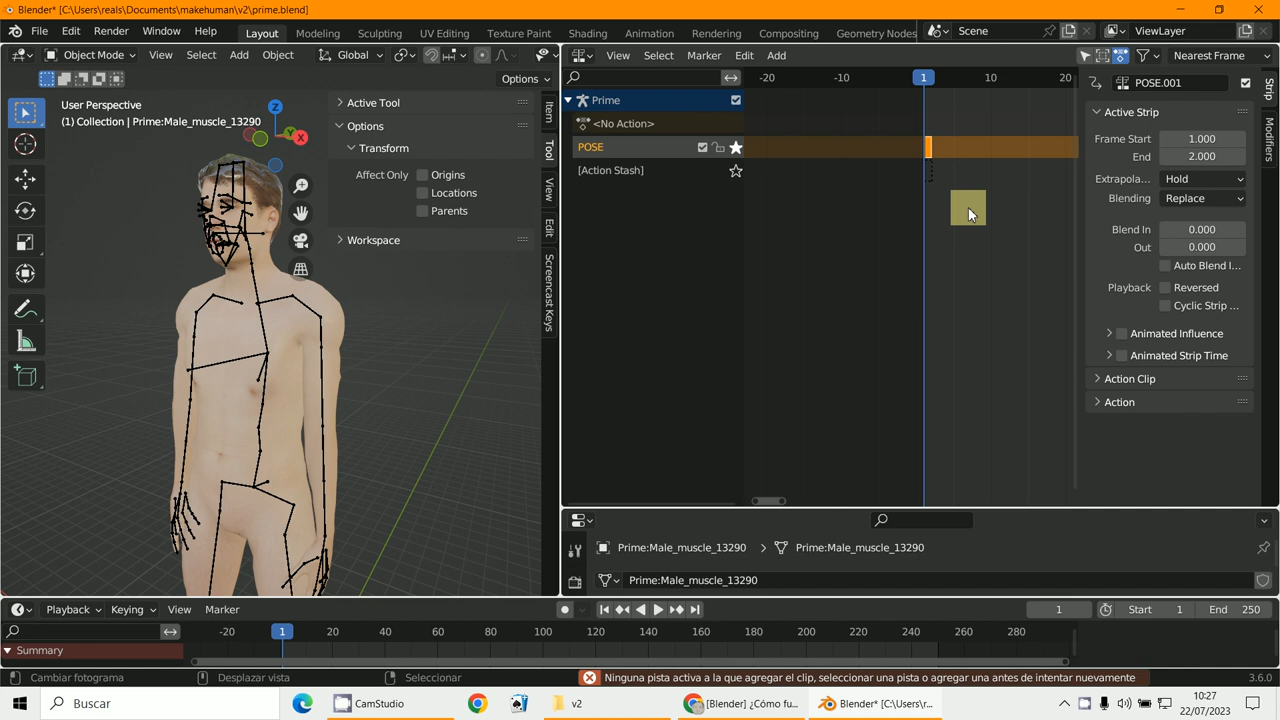 Blender* [C:\Users\reals\Documents\makehuman\v2\prime.blend]
File Edit Render Window Help Layout Modeling Sculpting UV Editing Texture Paint Shading Animation Rendering Compositing Geometry Nodes Scene ViewLayer
Object Mode View Select Add Object Global
View Select Marker Edit Add Nearest Frame
Options
-20 -10 1 10 20
POSE.001
User Perspective
(1) Collection | Prime:Male_muscle_13290
Z
Y
X
Active Tool
Options
Transform
Affect Only Origins
Locations
Parents
Workspace
Item
Tool
View
Edit
Screencast Keys
Prime
<No Action>
POSE
[Action Stash]
Active Strip
Frame Start 1.000
End 2.000
Extrapola... Hold
Blending Replace
Blend In 0.000
Out 0.000
Auto Blend I...
Playback Reversed
Cyclic Strip ...
Animated Influence
Animated Strip Time
Action Clip
Action
Strip
Modifiers
Prime:Male_muscle_13290 > Prime:Male_muscle_13290
Prime:Male_muscle_13290
Playback Keying View Marker 1 Start 1 End 250
-20 1 20 40 60 80 100 120 140 160 180 200 220 240 260 280
Summary
Cambiar fotograma Desplazar vista Seleccionar Ninguna pista activa a la que agregar el clip, seleccionar una pista o agregar una antes de intentar nuevamente 3.6.0
Buscar CamStudio v2 [Blender] ¿Cómo fu... Blender* [C:\Users\r... 10:27
22/07/2023